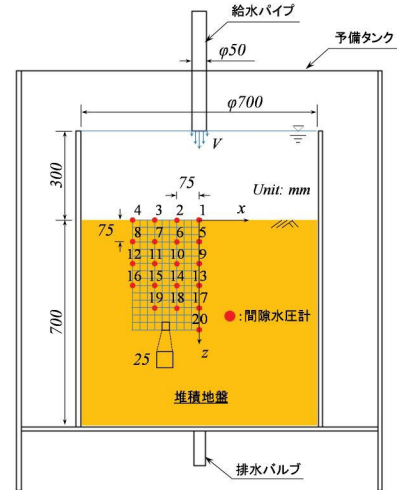 給水パイプ
予備タンク
φ50
φ700
V
300
75
Unit: mm
4 3 2 1
x
75
8 7 6 5
12 11 10 9
16 15 14 13
19 18 17
20
:間隙水圧計
700
25
z
堆積地盤
排水バルブ